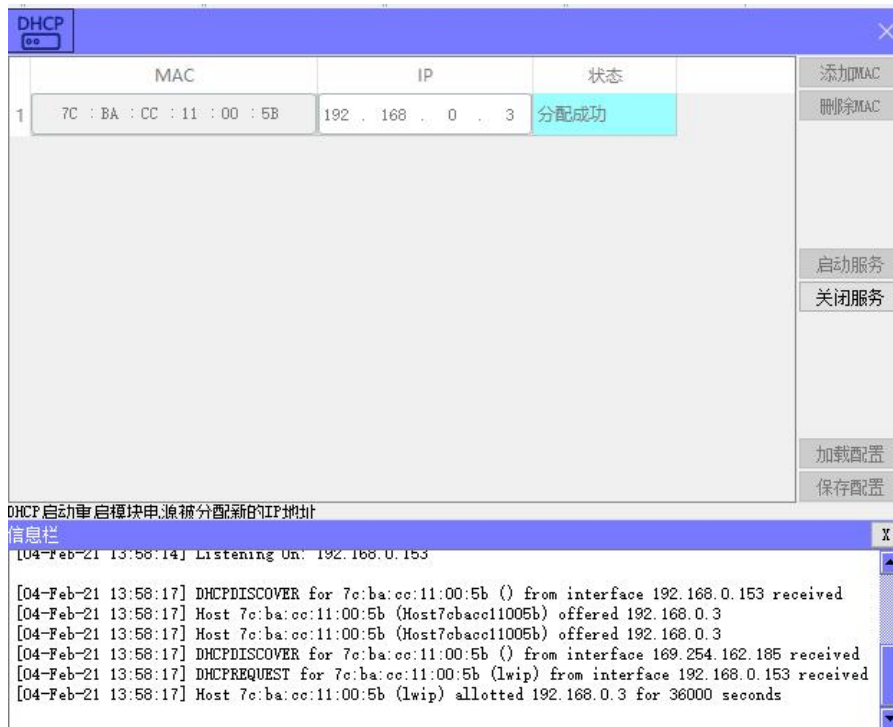 DHCP
MAC IP 状态
1 7C : BA : CC : 11 : 00 : 5B 192 . 168 . 0 . 3 分配成功
添加MAC
删除MAC
启动服务
关闭服务
加载配置
保存配置
DHCP启动重启模块电源被分配新的IP地址
信息栏 X
[04-Feb-21 13:58:14] Listening On: 192.168.0.153
[04-Feb-21 13:58:17] DHCPDISCOVER for 7c:ba:cc:11:00:5b () from interface 192.168.0.153 received
[04-Feb-21 13:58:17] Host 7c:ba:cc:11:00:5b (Host7cbacc11005b) offered 192.168.0.3
[04-Feb-21 13:58:17] Host 7c:ba:cc:11:00:5b (Host7cbacc11005b) offered 192.168.0.3
[04-Feb-21 13:58:17] DHCPDISCOVER for 7c:ba:cc:11:00:5b () from interface 169.254.162.185 received
[04-Feb-21 13:58:17] DHCPREQUEST for 7c:ba:cc:11:00:5b (lwip) from interface 192.168.0.153 received
[04-Feb-21 13:58:17] Host 7c:ba:cc:11:00:5b (lwip) allotted 192.168.0.3 for 36000 seconds